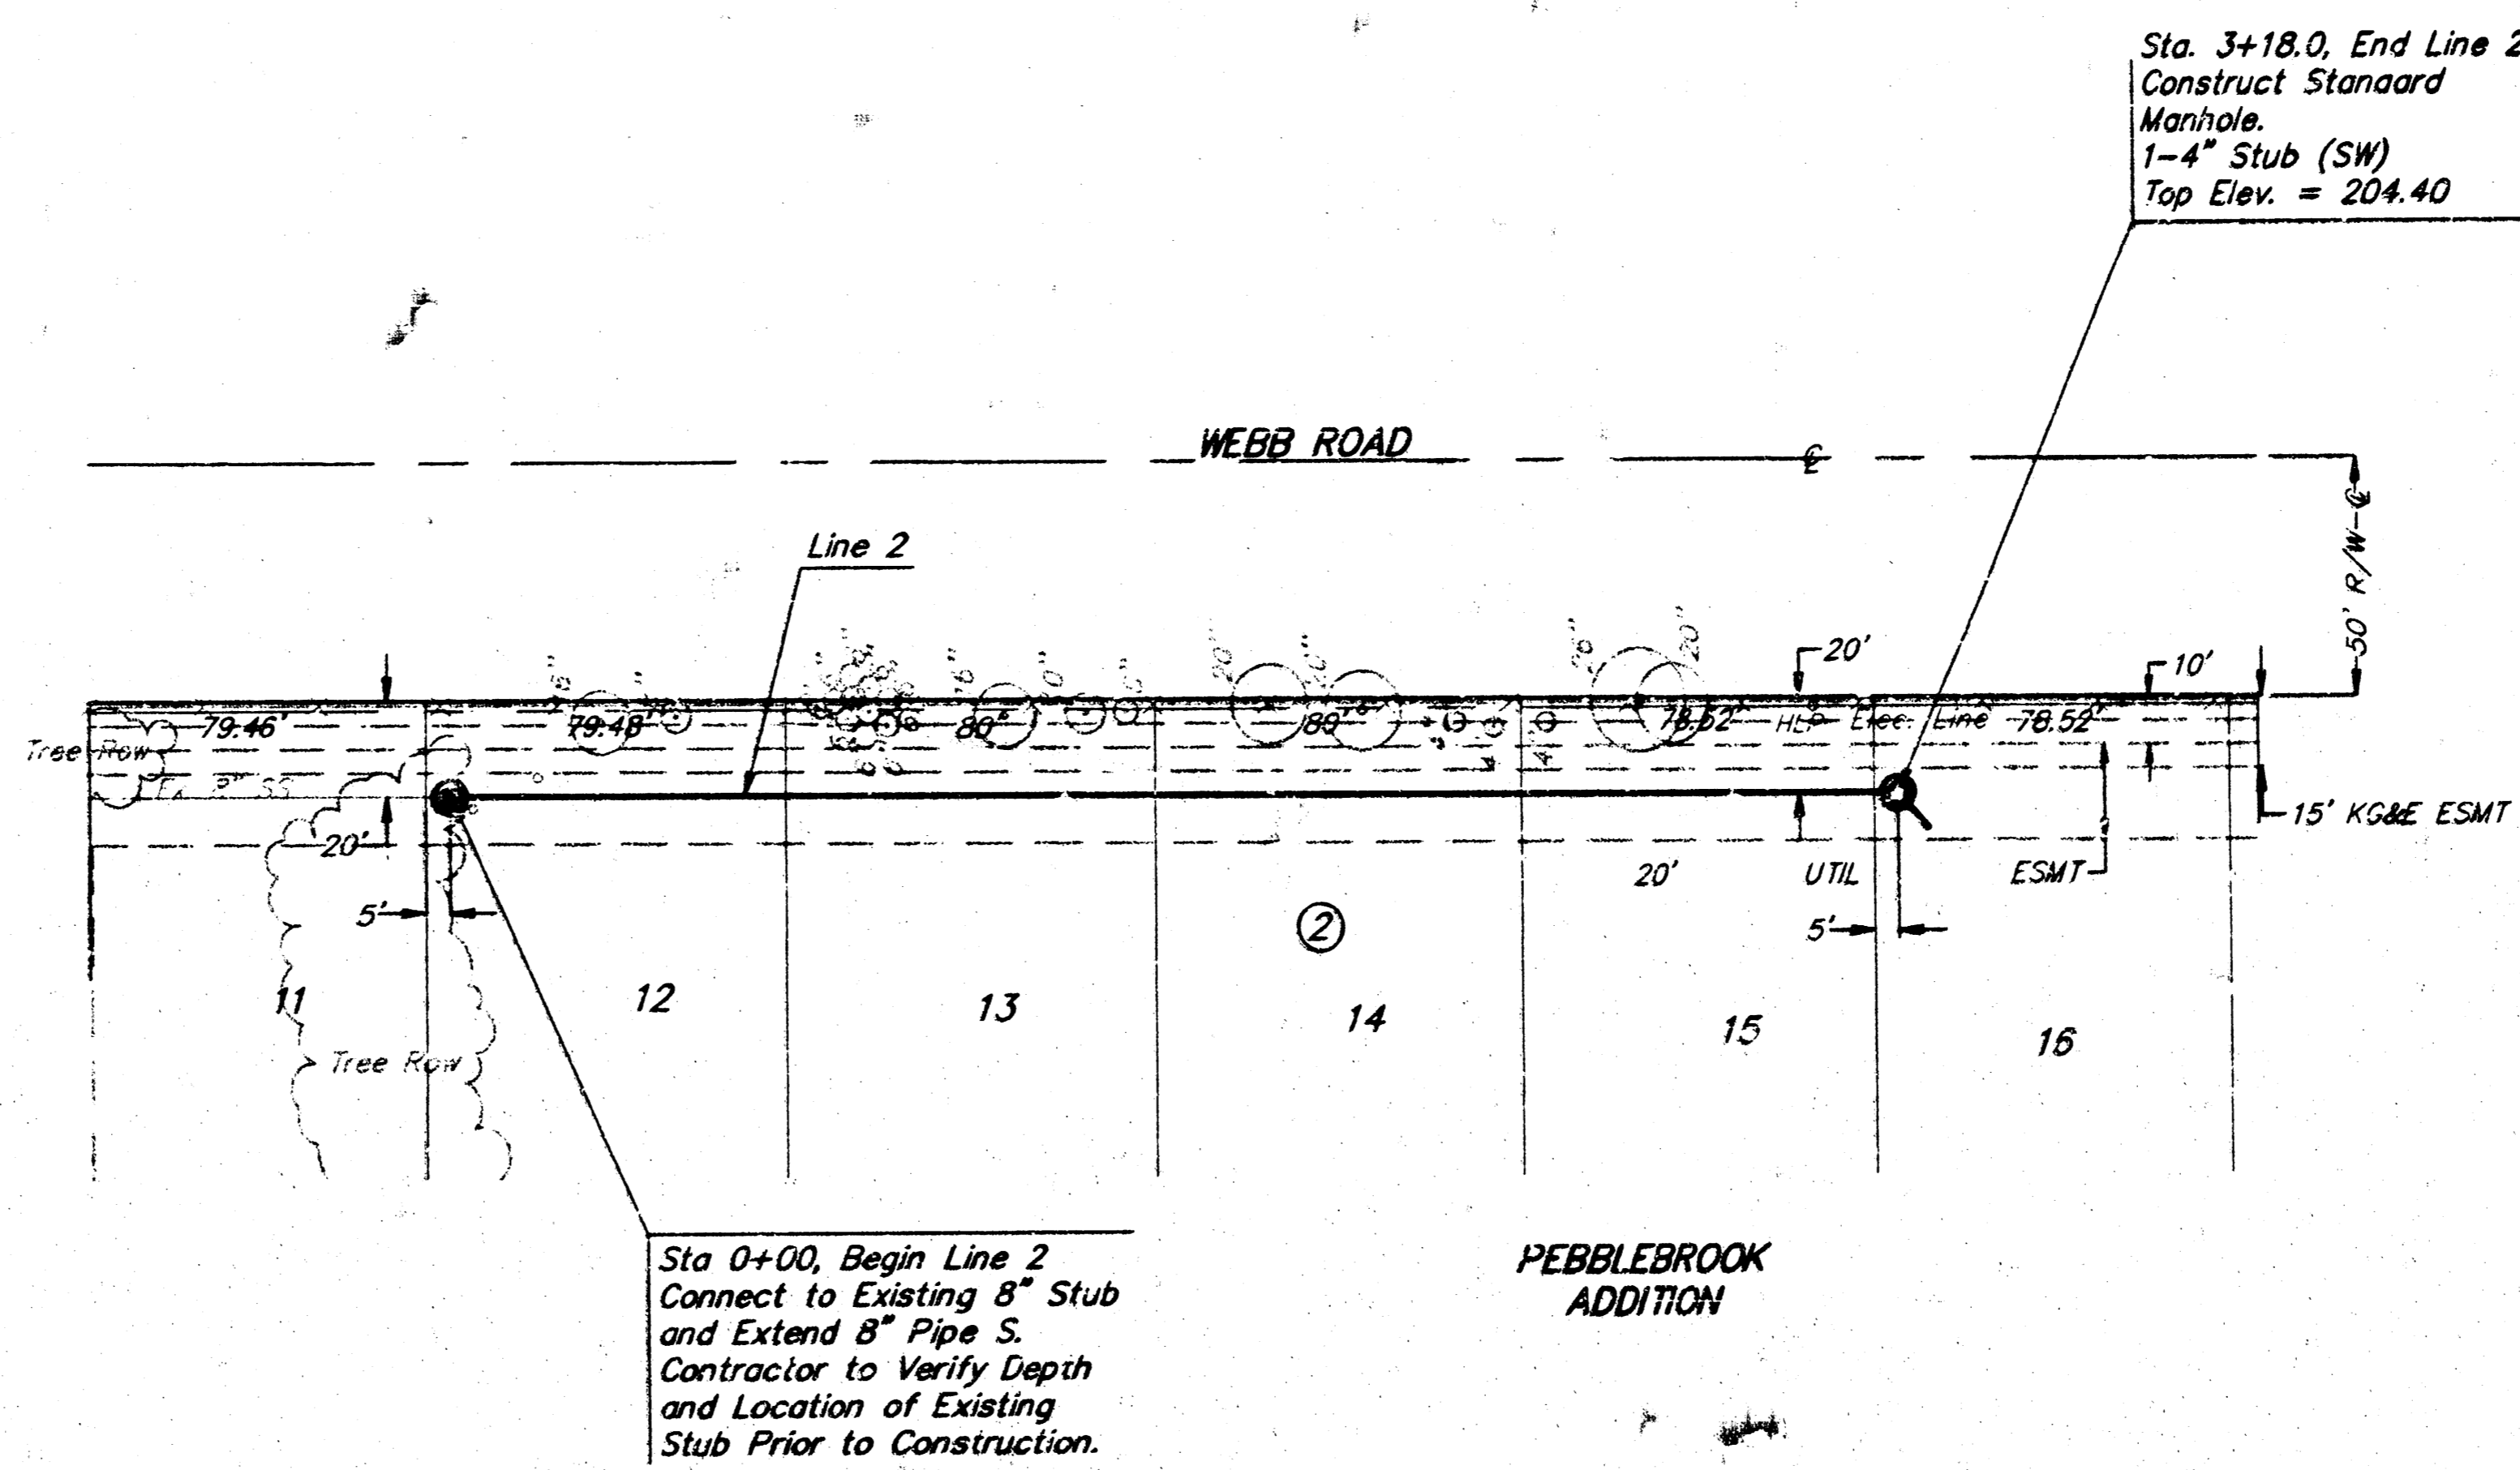 Sta. 3+18.0, End Line 2
Construct Standard
Manhole.
1-4" Stub (SW)
Top Elev. = 204.40
WEBB ROAD
℄
50' R/W-℄
Line 2
20'
10'
79.46'
79.48'
80'
80'
78.52'
HLP Elec. Line
78.52'
Tree Row
15' KG&E ESMT
20'
20'
UTIL
ESMT
5'
5'
2
11
12
13
14
15
16
Tree Row
Sta 0+00, Begin Line 2
Connect to Existing 8" Stub
and Extend 8" Pipe S.
Contractor to Verify Depth
and Location of Existing
Stub Prior to Construction.
PEBBLEBROOK
ADDITION